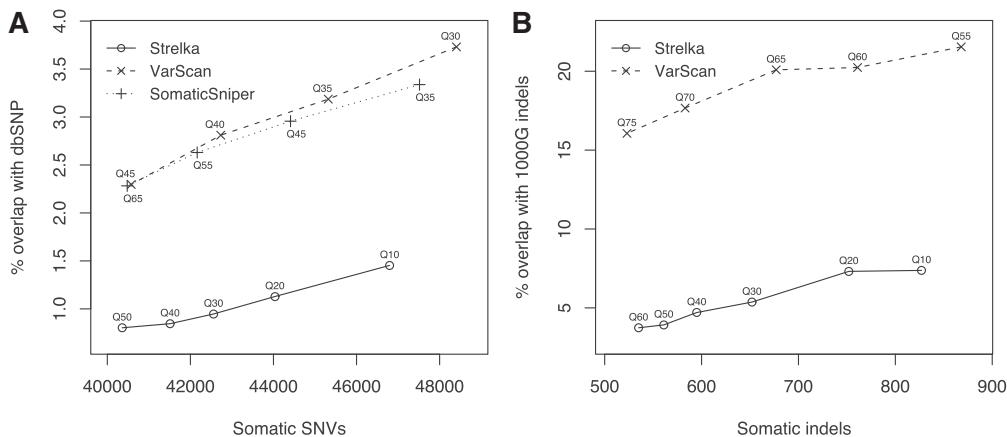 A
% overlap with dbSNP
4.0
3.5
3.0
2.5
2.0
1.5
1.0
Strelka
VarScan
SomaticSniper
Q30
Q35
Q35
Q40
Q45
Q45
Q55
Q65
Q50
Q40
Q30
Q20
Q10
40000 42000 44000 46000 48000
Somatic SNVs
B
% overlap with 1000G indels
20
15
10
5
Strelka
VarScan
Q75
Q70
Q65
Q60
Q55
Q60
Q50
Q40
Q30
Q20
Q10
500 600 700 800 900
Somatic indels